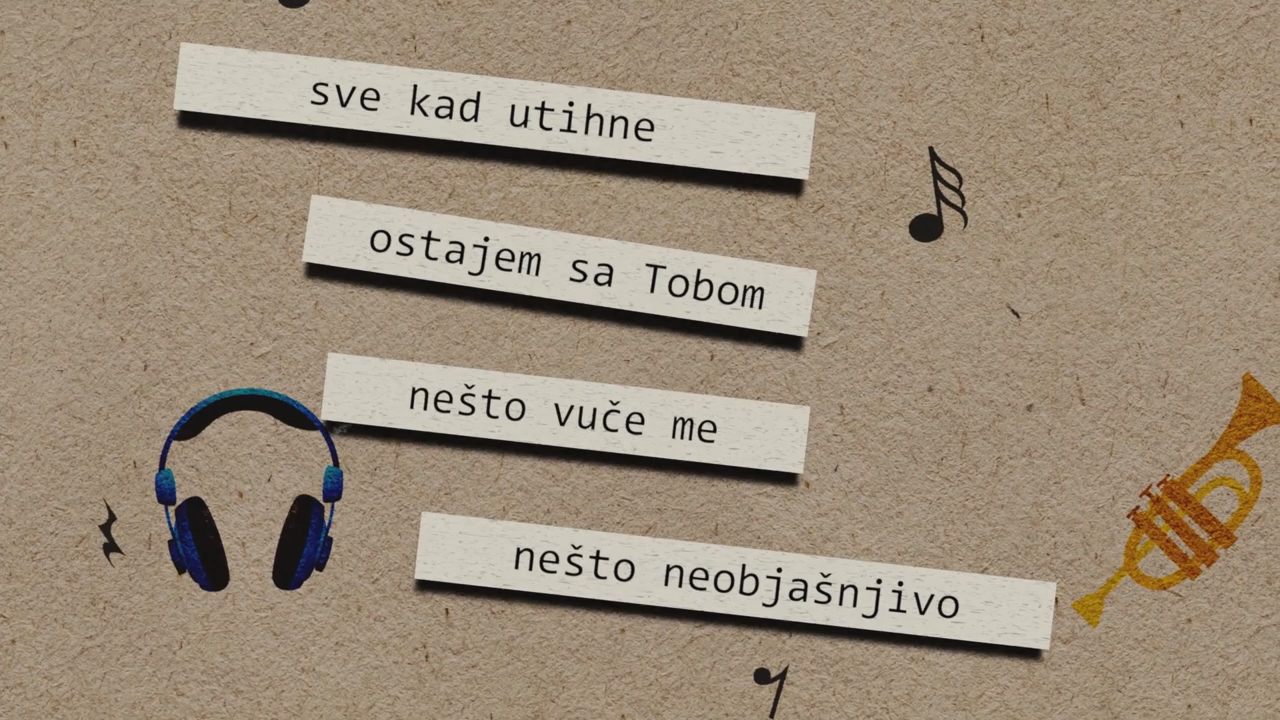 sve kad utihne
ostajem sa Tobom
nešto vuče me
nešto neobjašnjivo